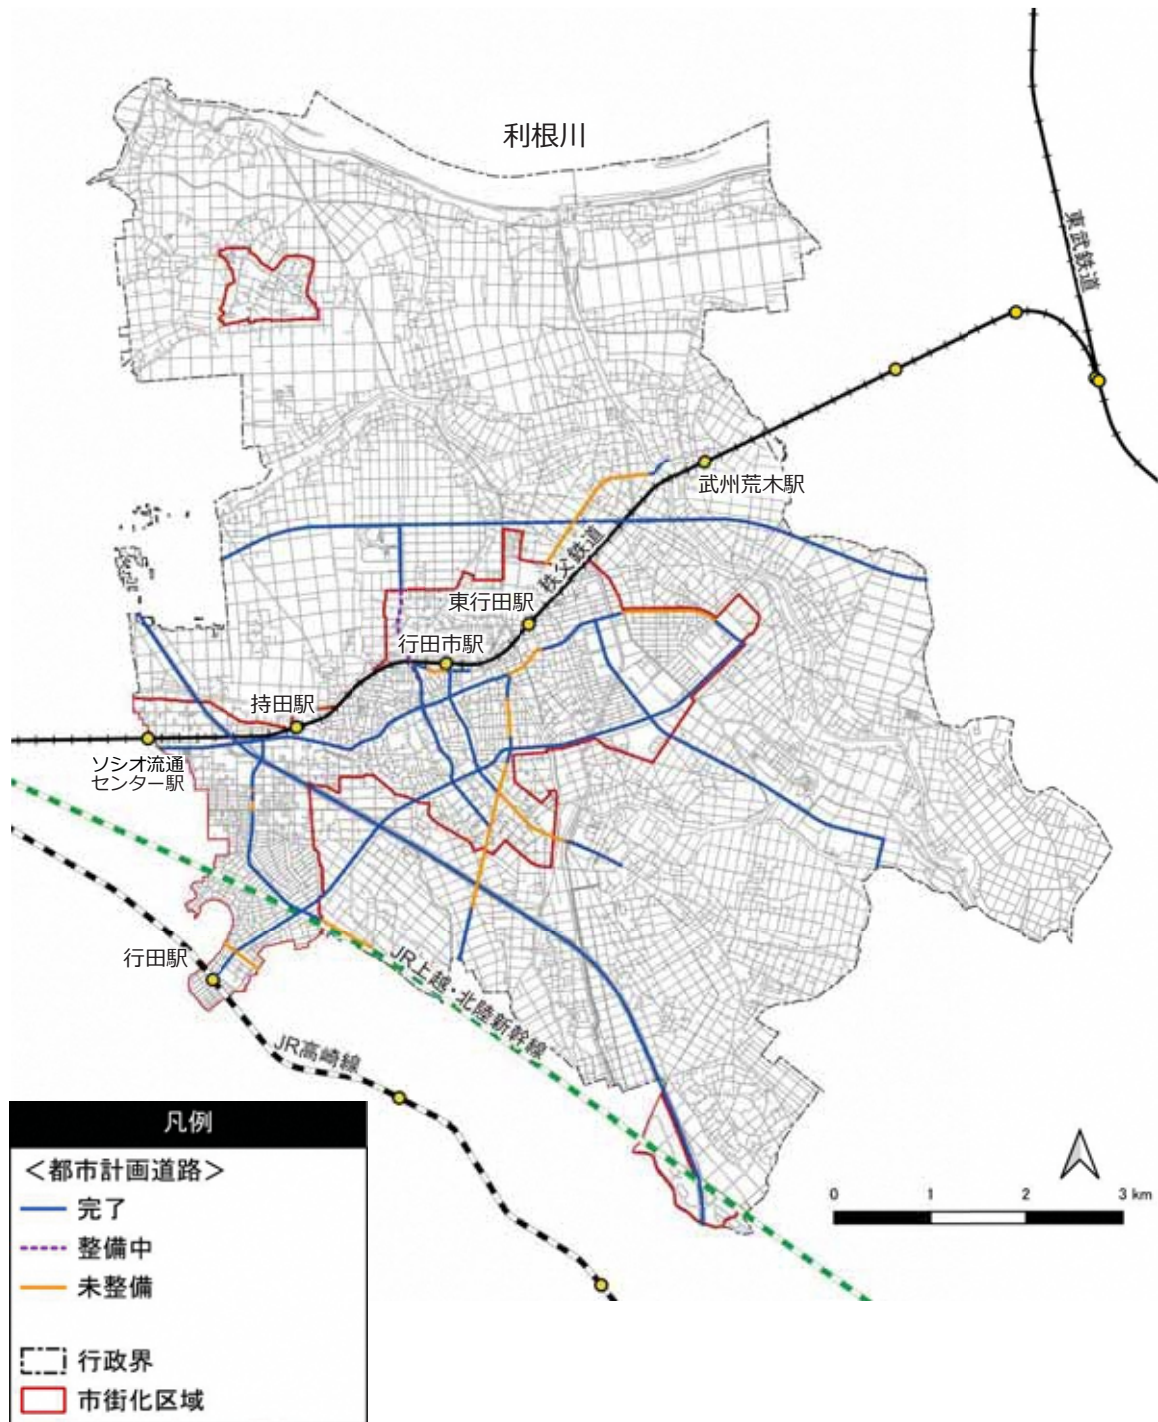 利根川
東武鉄道
武州荒木駅
秩父鉄道
東行田駅
行田市駅
持田駅
ソシオ流通
センター駅
行田駅
JR上越・北陸新幹線
JR高崎線
凡例
＜都市計画道路＞
完了
整備中
未整備
行政界
市街化区域
0 1 2 3 km